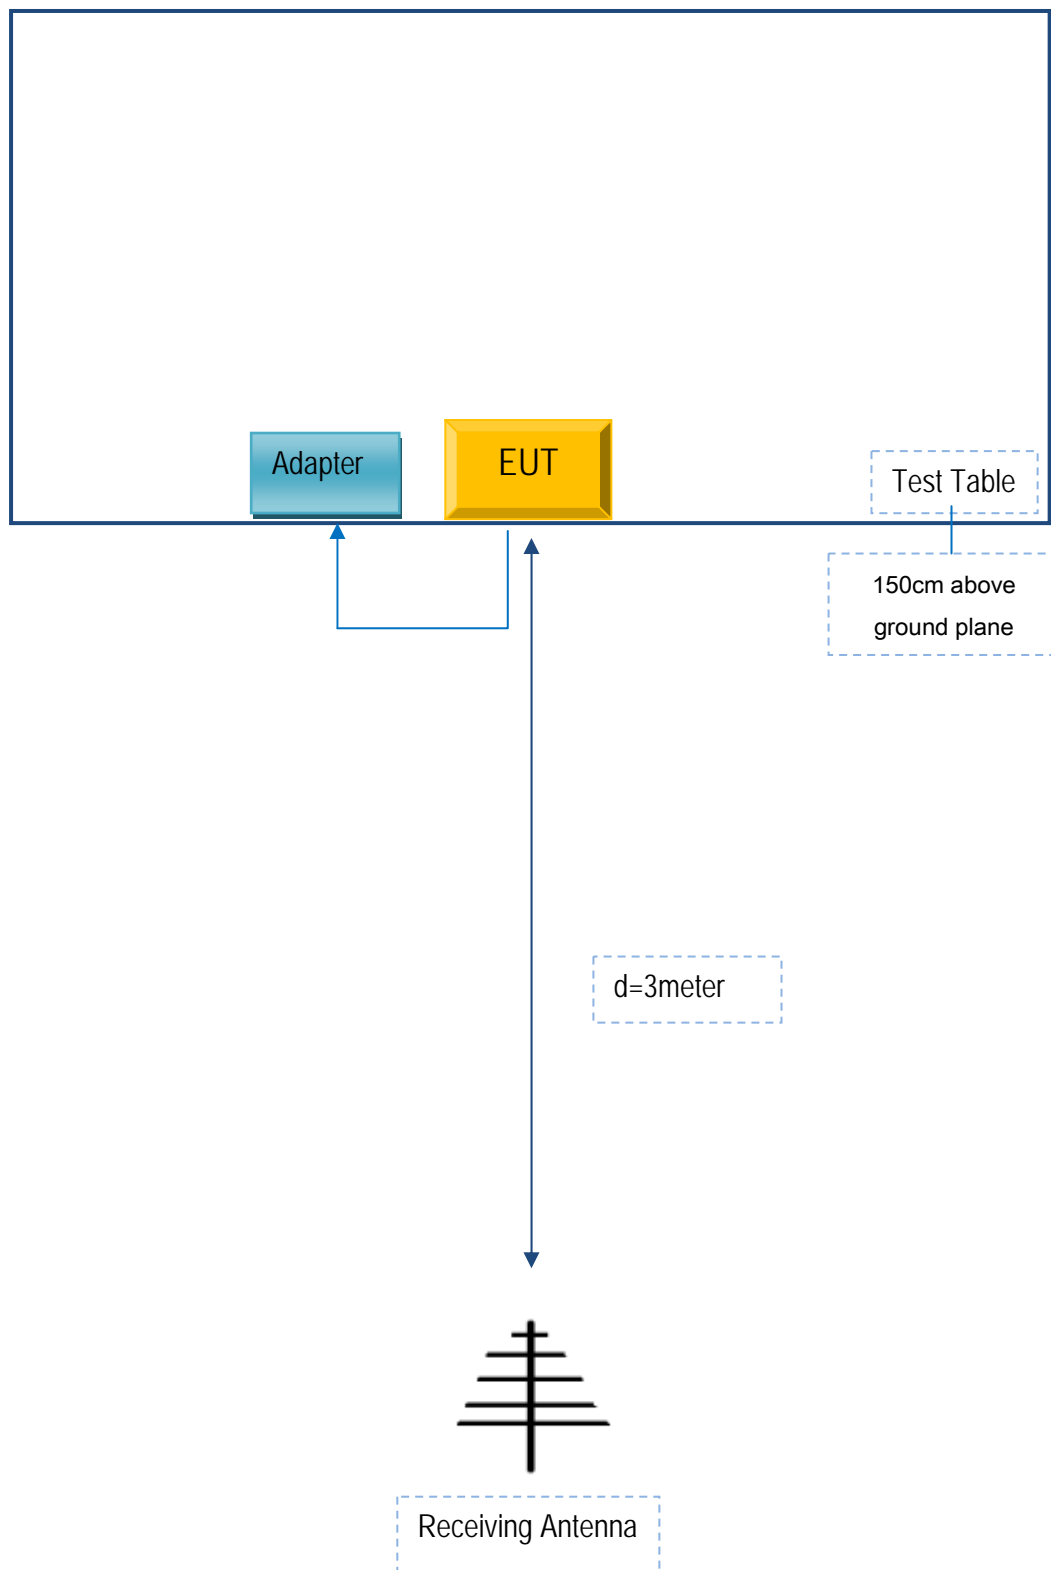 Adapter
EUT
Test Table
150cm above
ground plane
d=3meter
Receiving Antenna